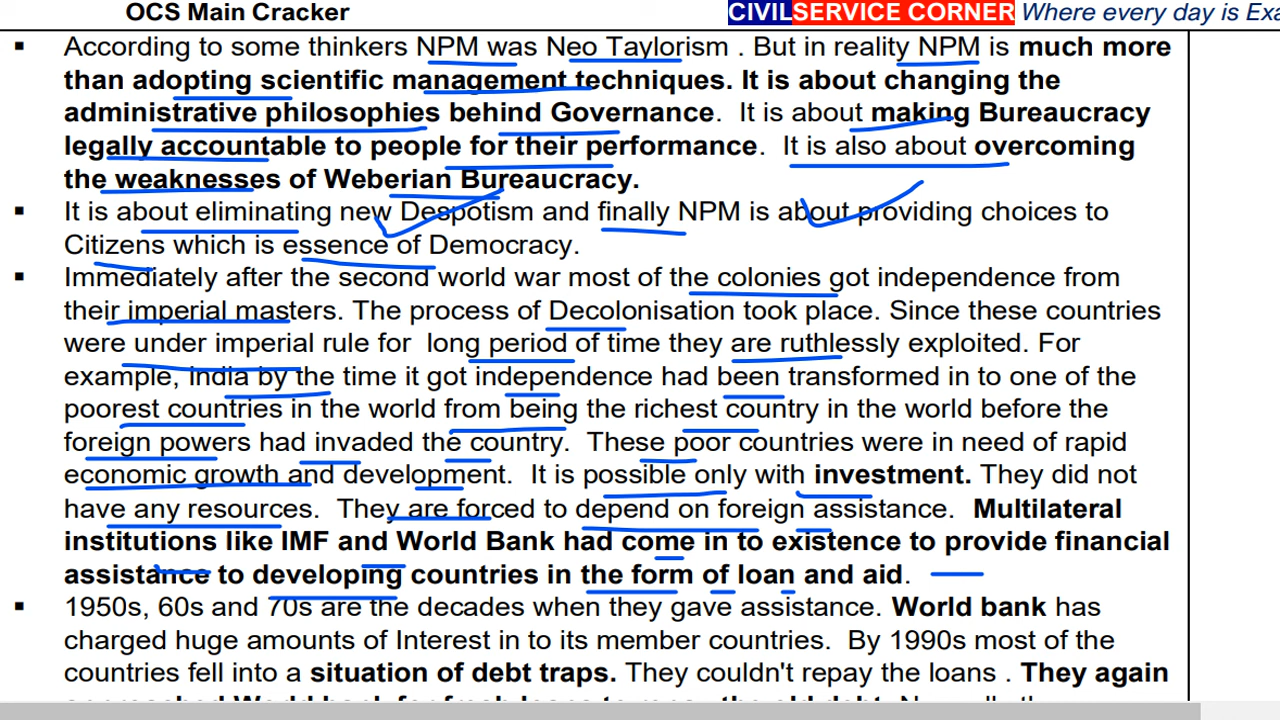 OCS Main Cracker CIVILSERVICE CORNER Where every day is Exa
▪ According to some thinkers NPM was Neo Taylorism . But in reality NPM is much more
than adopting scientific management techniques. It is about changing the
administrative philosophies behind Governance. It is about making Bureaucracy
legally accountable to people for their performance. It is also about overcoming
the weaknesses of Weberian Bureaucracy.
▪ It is about eliminating new Despotism and finally NPM is about providing choices to
Citizens which is essence of Democracy.
▪ Immediately after the second world war most of the colonies got independence from
their imperial masters. The process of Decolonisation took place. Since these countries
were under imperial rule for long period of time they are ruthlessly exploited. For
example, India by the time it got independence had been transformed in to one of the
poorest countries in the world from being the richest country in the world before the
foreign powers had invaded the country. These poor countries were in need of rapid
economic growth and development. It is possible only with investment. They did not
have any resources. They are forced to depend on foreign assistance. Multilateral
institutions like IMF and World Bank had come in to existence to provide financial
assistance to developing countries in the form of loan and aid.
▪ 1950s, 60s and 70s are the decades when they gave assistance. World bank has
charged huge amounts of Interest in to its member countries. By 1990s most of the
countries fell into a situation of debt traps. They couldn't repay the loans . They again